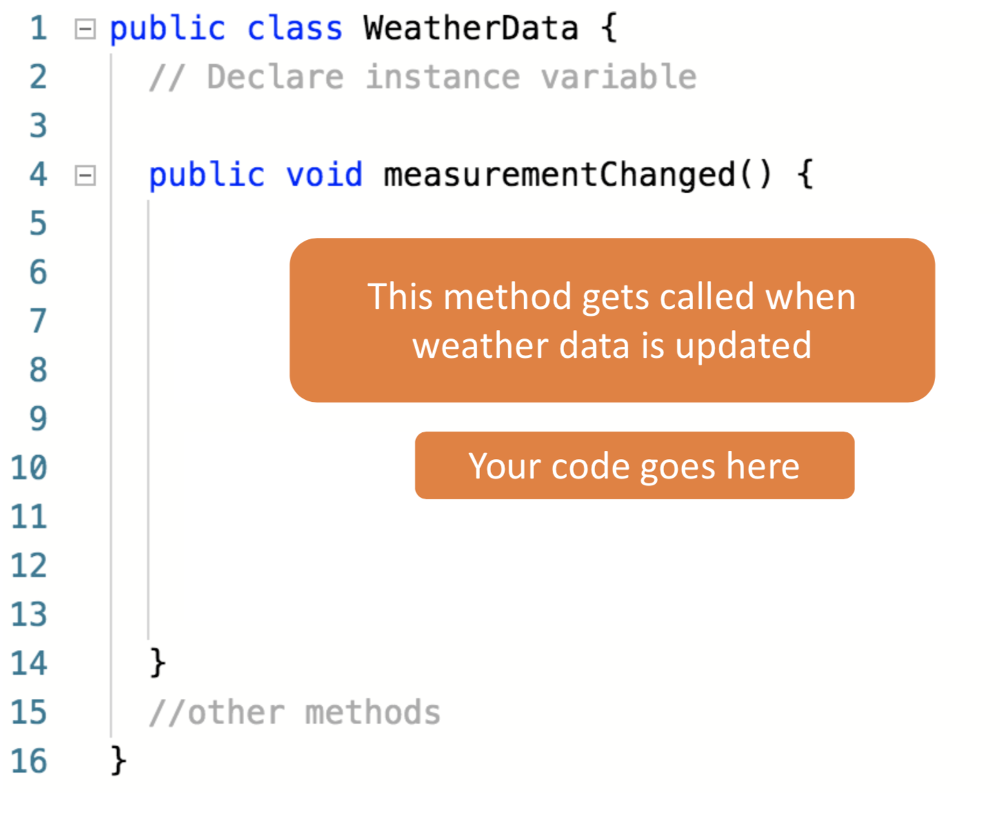 1 public class WeatherData {
2 // Declare instance variable
3
4 public void measurementChanged() {
5
6
This method gets called when
7
weather data is updated
8
9
10 Your code goes here
11
12
13
14 }
15 //other methods
16 }